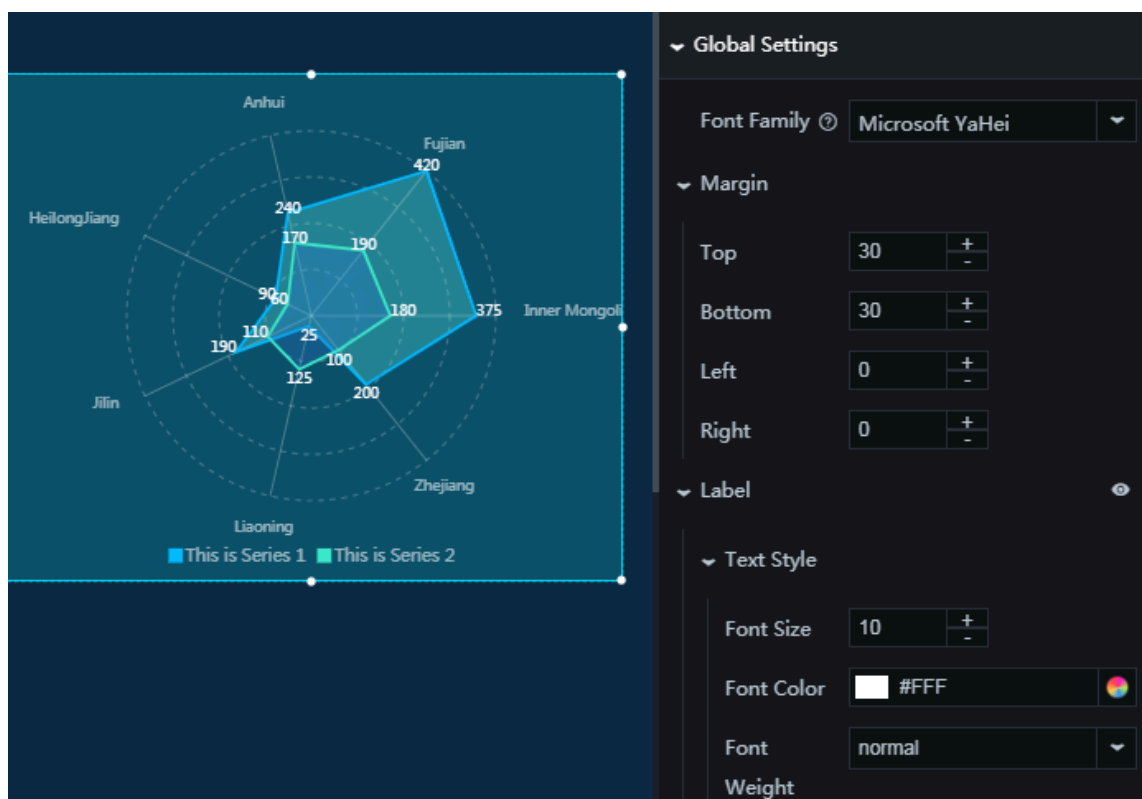 Anhui
Fujian
420
HeilongJiang
240
170
190
90
60
180
375
Inner Mongoli
110
190
25
100
125
200
Jilin
Zhejiang
Liaoning
This is Series 1
This is Series 2
Global Settings
Font Family ?
Microsoft YaHei
Margin
Top
30
+
-
Bottom
30
+
-
Left
0
+
-
Right
0
+
-
Label
Text Style
Font Size
10
+
-
Font Color
#FFF
Font
Weight
normal